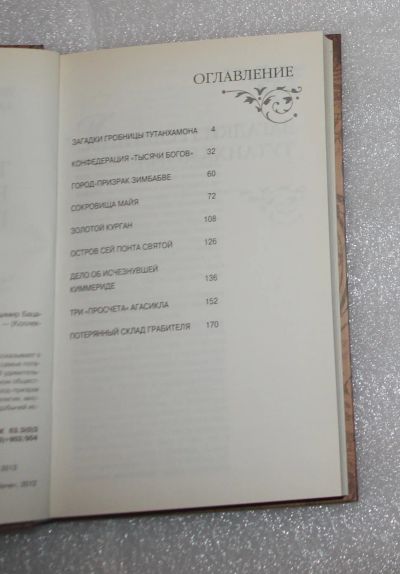 ОГЛАВЛЕНИЕ
ЗАГАДКИ ГРОБНИЦЫ ТУТАНХАМОНА 4
КОНФЕДЕРАЦИЯ «ТЫСЯЧИ БОГОВ» 32
ГОРОД-ПРИЗРАК ЗИМБАБВЕ 60
СОКРОВИЩА МАЙЯ 72
ЗОЛОТОЙ КУРГАН 108
ОСТРОВ СЕЙ ПОНТА СВЯТОЙ 126
ДЕЛО ОБ ИСЧЕЗНУВШЕЙ
КИММЕРИДЕ 136
ТРИ «ПРОСЧЕТА» АГАСИКЛА 152
ПОТЕРЯННЫЙ СКЛАД ГРАБИТЕЛЯ 170
2012